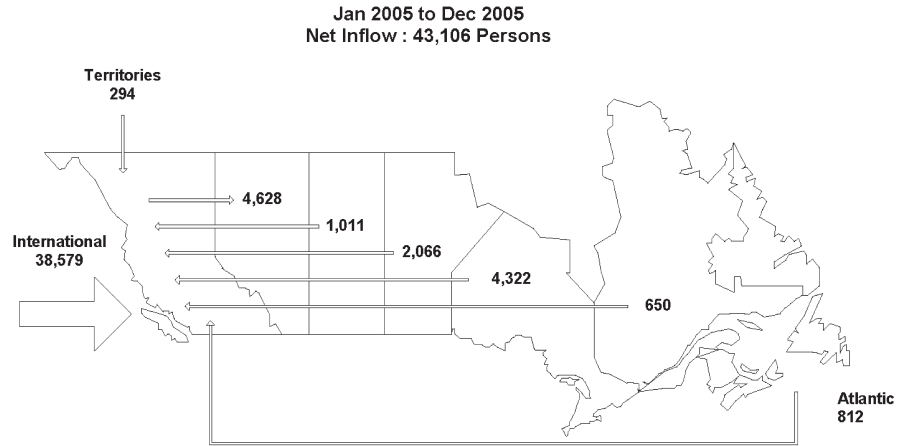 Jan 2005 to Dec 2005
Net Inflow : 43,106 Persons
Territories
294
4,628
1,011
International
38,579
2,066
4,322
650
Atlantic
812